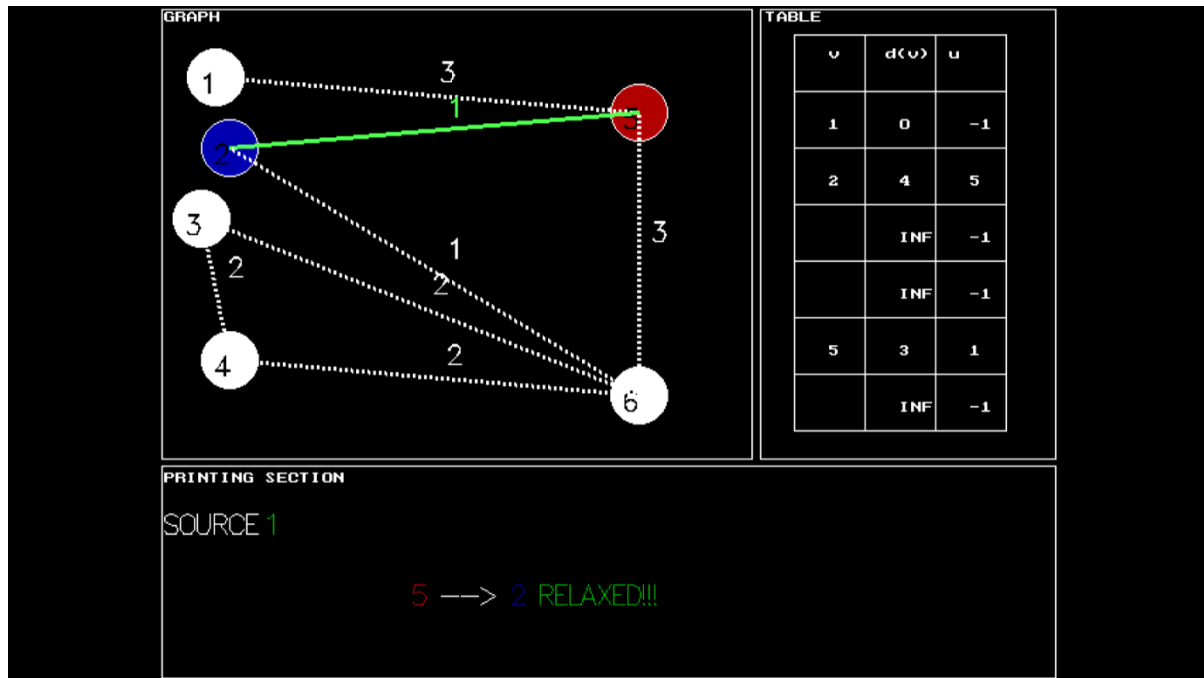 GRAPH
1
3
1
5
2
3
2
1
2
3
4
2
6
TABLE
v d(v) u
1 0 -1
2 4 5
INF -1
INF -1
5 3 1
INF -1
PRINTING SECTION
SOURCE 1
5 --> 2 RELAXED!!!